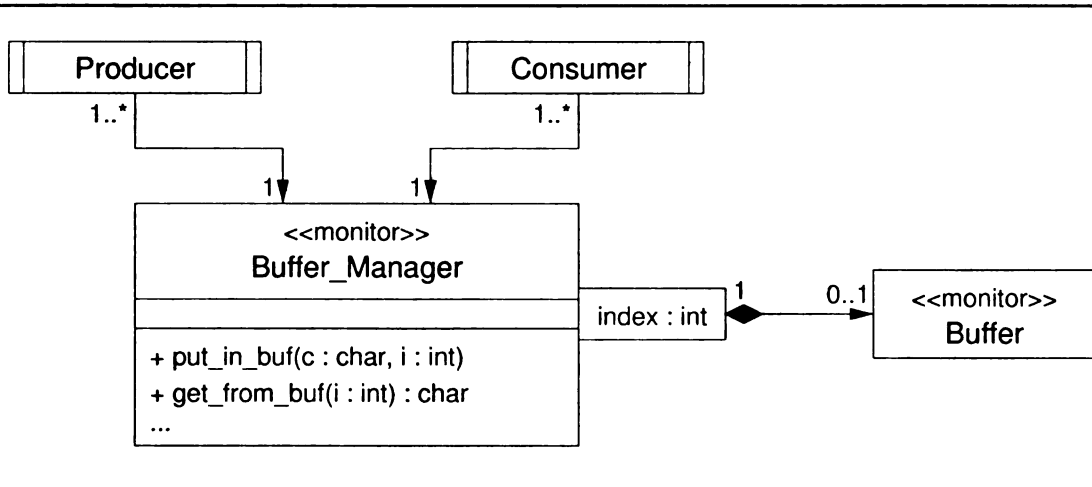 Producer
Consumer
1..*
1..*
1
1
<<monitor>>
Buffer_Manager
index : int
1
0..1
<<monitor>>
Buffer
+ put_in_buf(c : char, i : int)
+ get_from_buf(i : int) : char
...